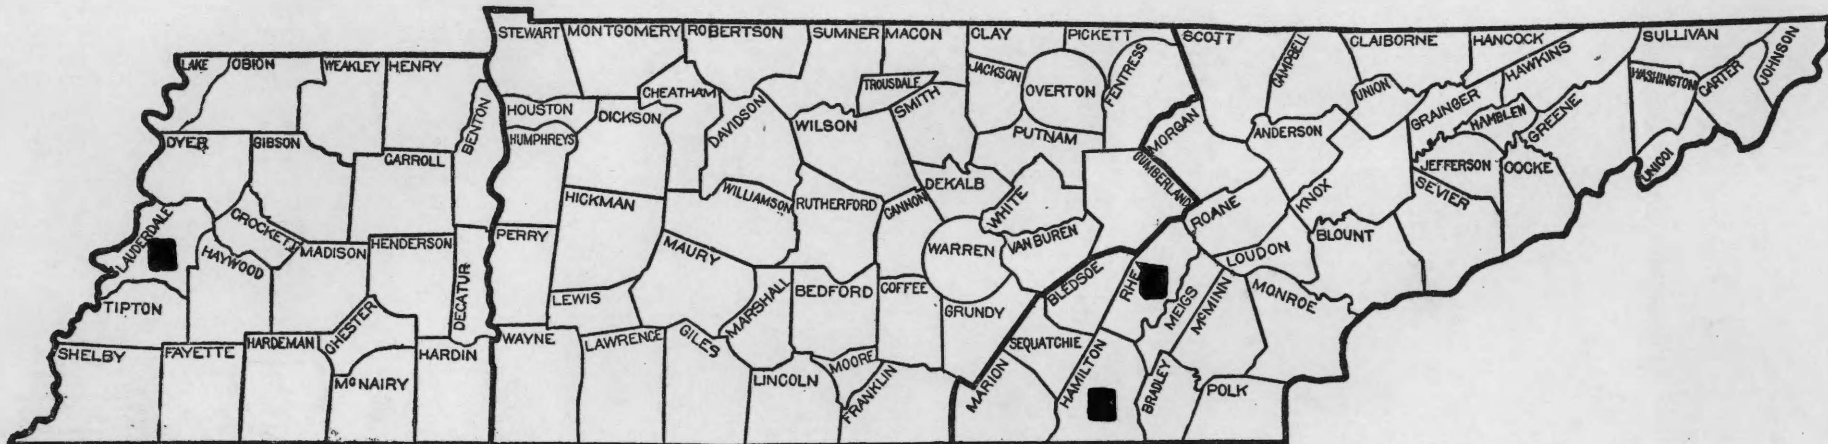 STEWART
MONTGOMERY
ROBERTSON
SUMNER
MACON
CLAY
PICKETT
SCOTT
CAMPBELL
CLAIBORNE
HANCOCK
HAWKINS
SULLIVAN
JOHNSON
LAKE
OBION
WEAKLEY
HENRY
BENTON
HOUSTON
CHEATHAM
TROUSDALE
JACKSON
OVERTON
FENTRESS
UNION
GRAINGER
HAMBLEN
GREENE
WASHINGTON
CARTER
HUMPHREYS
DICKSON
DAVIDSON
WILSON
SMITH
PUTNAM
MORGAN
ANDERSON
DYER
GIBSON
CARROLL
CUMBERLAND
KNOX
JEFFERSON
COCKE
UNICOI
LAUDERDALE
CROCKETT
HAYWOOD
MADISON
HENDERSON
DECATUR
PERRY
HICKMAN
WILLIAMSON
RUTHERFORD
CANNON
DEKALB
WHITE
ROANE
SEVIER
MAURY
WARREN
VAN BUREN
LOUDON
BLOUNT
TIPTON
LEWIS
MARSHALL
BEDFORD
COFFEE
GRUNDY
BLEDSOE
RHE
MEIGS
McMINN
MONROE
SHELBY
FAYETTE
HARDEMAN
CHESTER
McNAIRY
HARDIN
WAYNE
LAWRENCE
GILES
LINCOLN
MOORE
FRANKLIN
MARION
SEQUATCHIE
HAMILTON
BRADLEY
POLK